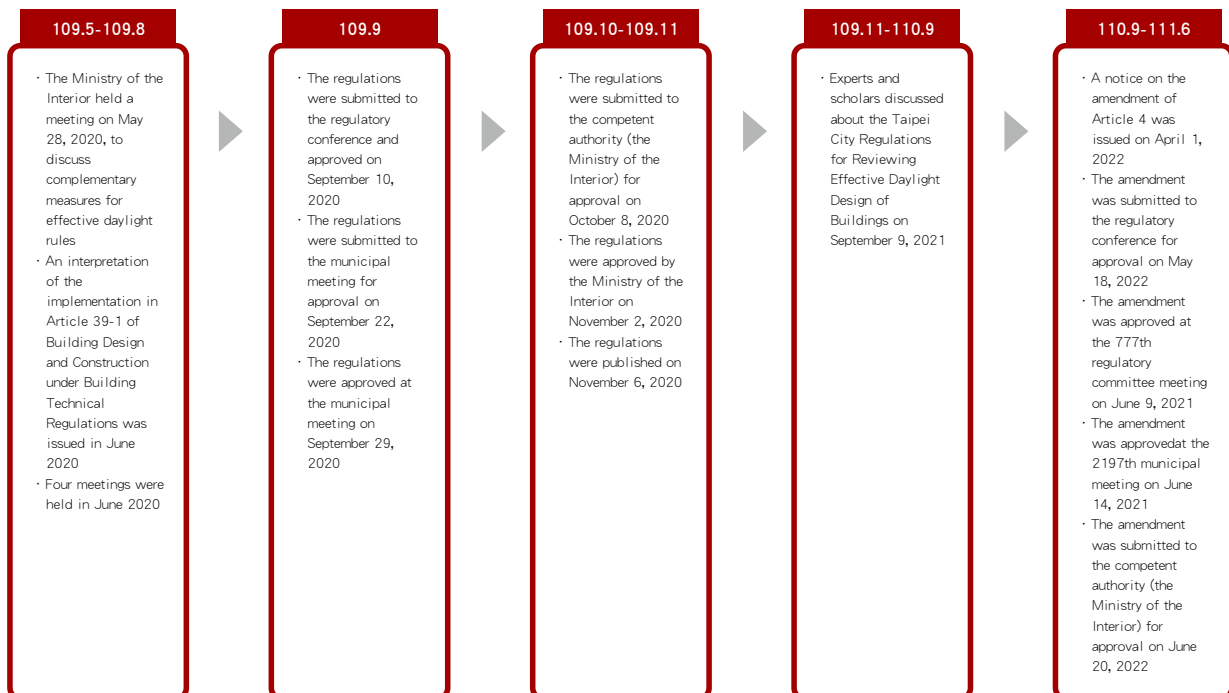 109.5-109.8
· The Ministry of the
Interior held a
meeting on May
28, 2020, to
discuss
complementary
measures for
effective daylight
rules
· An interpretation
of the
implementation in
Article 39-1 of
Building Design
and Construction
under Building
Technical
Regulations was
issued in June
2020
· Four meetings were
held in June 2020
109.9
· The regulations
were submitted to
the regulatory
conference and
approved on
September 10,
2020
· The regulations
were submitted to
the municipal
meeting for
approval on
September 22,
2020
· The regulations
were approved at
the municipal
meeting on
September 29,
2020
109.10-109.11
· The regulations
were submitted to
the competent
authority (the
Ministry of the
Interior) for
approval on
October 8, 2020
· The regulations
were approved by
the Ministry of the
Interior on
November 2, 2020
· The regulations
were published on
November 6, 2020
109.11-110.9
· Experts and
scholars discussed
about the Taipei
City Regulations
for Reviewing
Effective Daylight
Design of
Buildings on
September 9, 2021
110.9-111.6
· A notice on the
amendment of
Article 4 was
issued on April 1,
2022
· The amendment
was submitted to
the regulatory
conference for
approval on May
18, 2022
· The amendment
was approved at
the 777th
regulatory
committee meeting
on June 9, 2021
· The amendment
was approvedat the
2197th municipal
meeting on June
14, 2021
· The amendment
was submitted to
the competent
authority (the
Ministry of the
Interior) for
approval on June
20, 2022